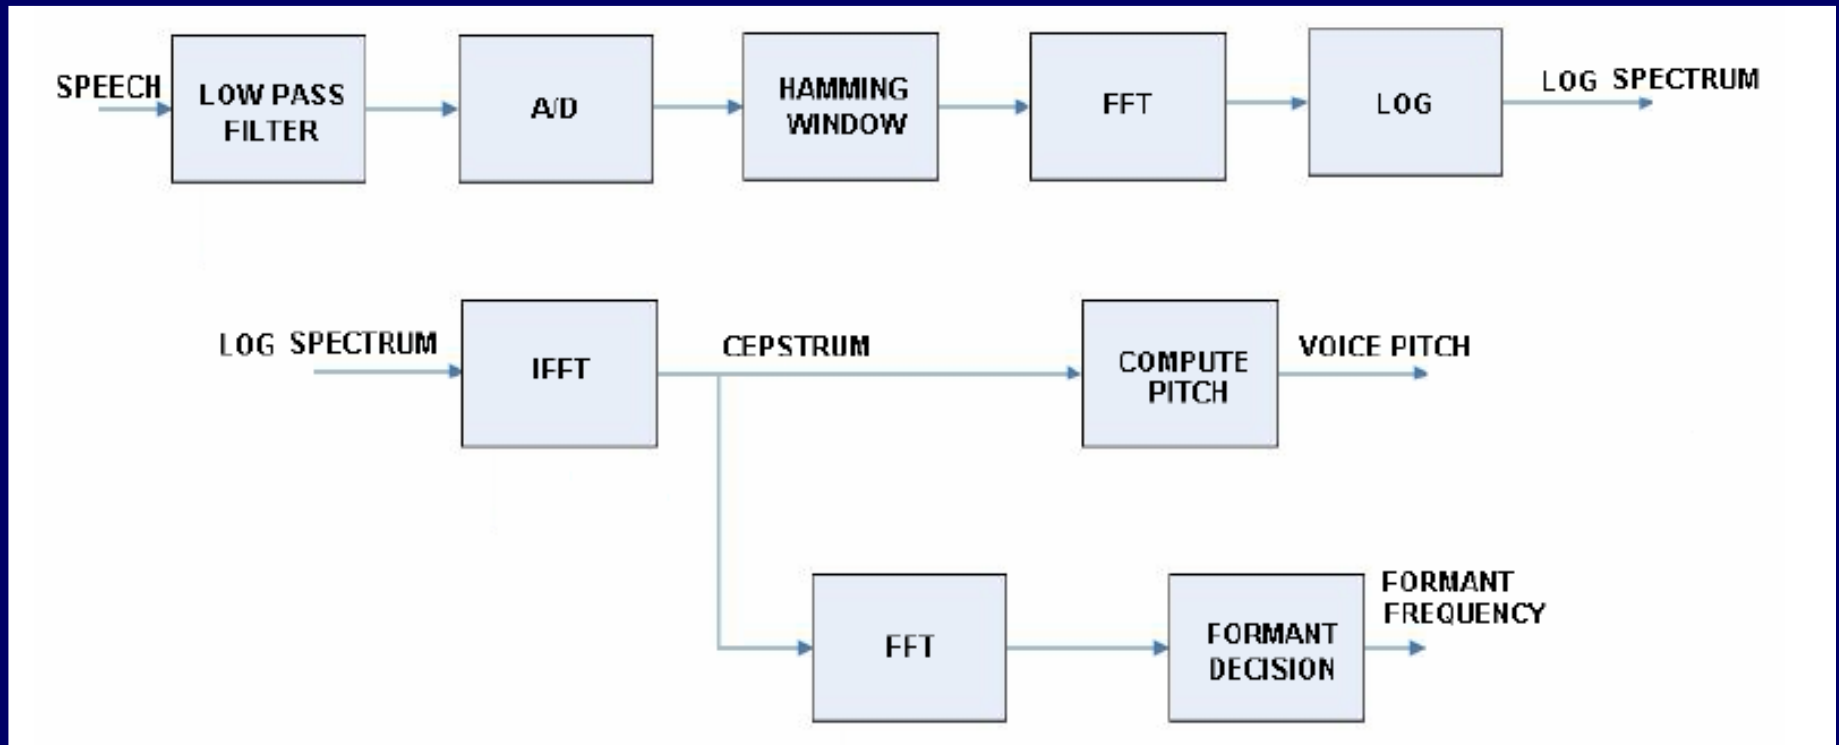 SPEECH
LOW PASS
FILTER
A/D
HAMMING
WINDOW
FFT
LOG
LOG SPECTRUM
LOG SPECTRUM
IFFT
CEPSTRUM
COMPUTE
PITCH
VOICE PITCH
FFT
FORMANT
DECISION
FORMANT
FREQUENCY